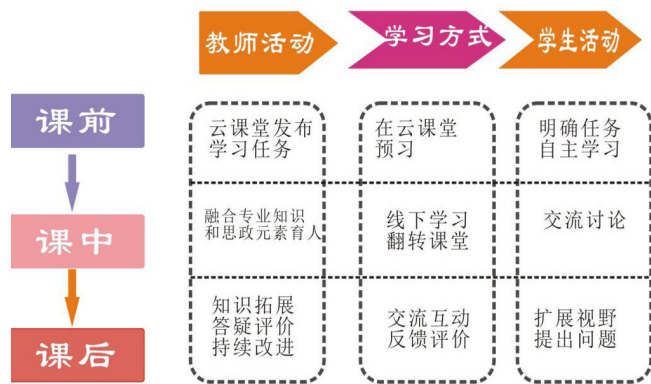 教师活动
学习方式
学生活动
课前
云课堂发布
学习任务
在云课堂
预习
明确任务
自主学习
课中
融合专业知识
和思政元素育人
线下学习
翻转课堂
交流讨论
课后
知识拓展
答疑评价
持续改进
交流互动
反馈评价
扩展视野
提出问题